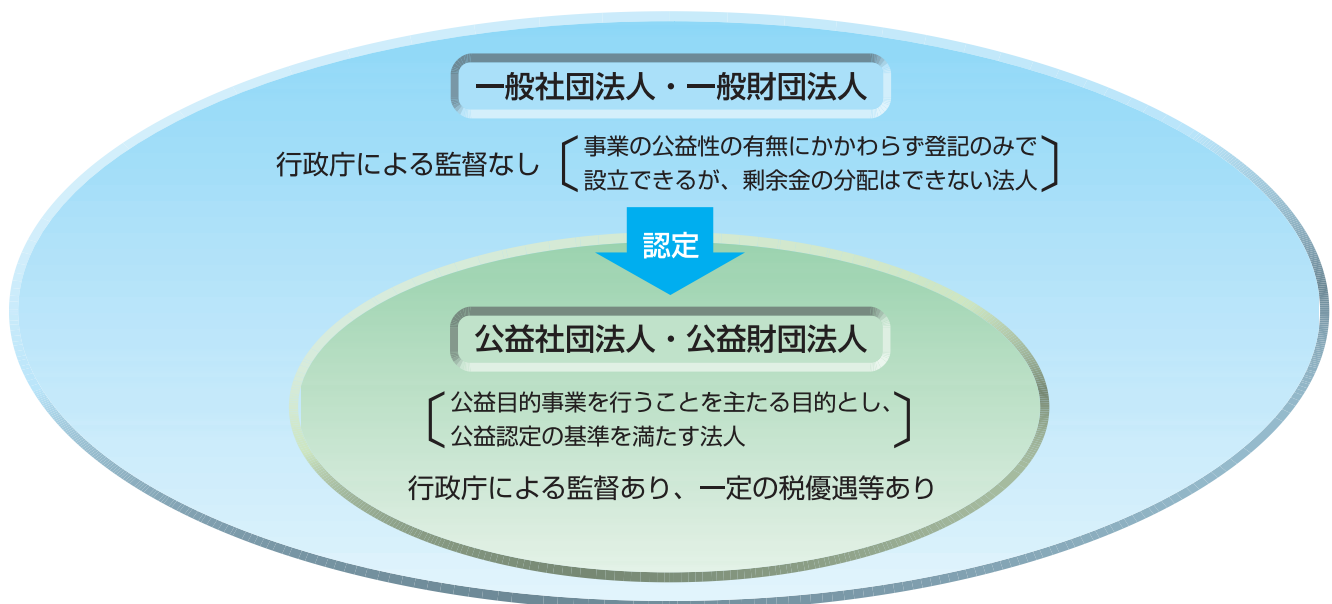 一般社団法人・一般財団法人
行政庁による監督なし
事業の公益性の有無にかかわらず登記のみで
設立できるが、剰余金の分配はできない法人
認定
公益社団法人・公益財団法人
公益目的事業を行うことを主たる目的とし、
公益認定の基準を満たす法人
行政庁による監督あり、一定の税優遇等あり